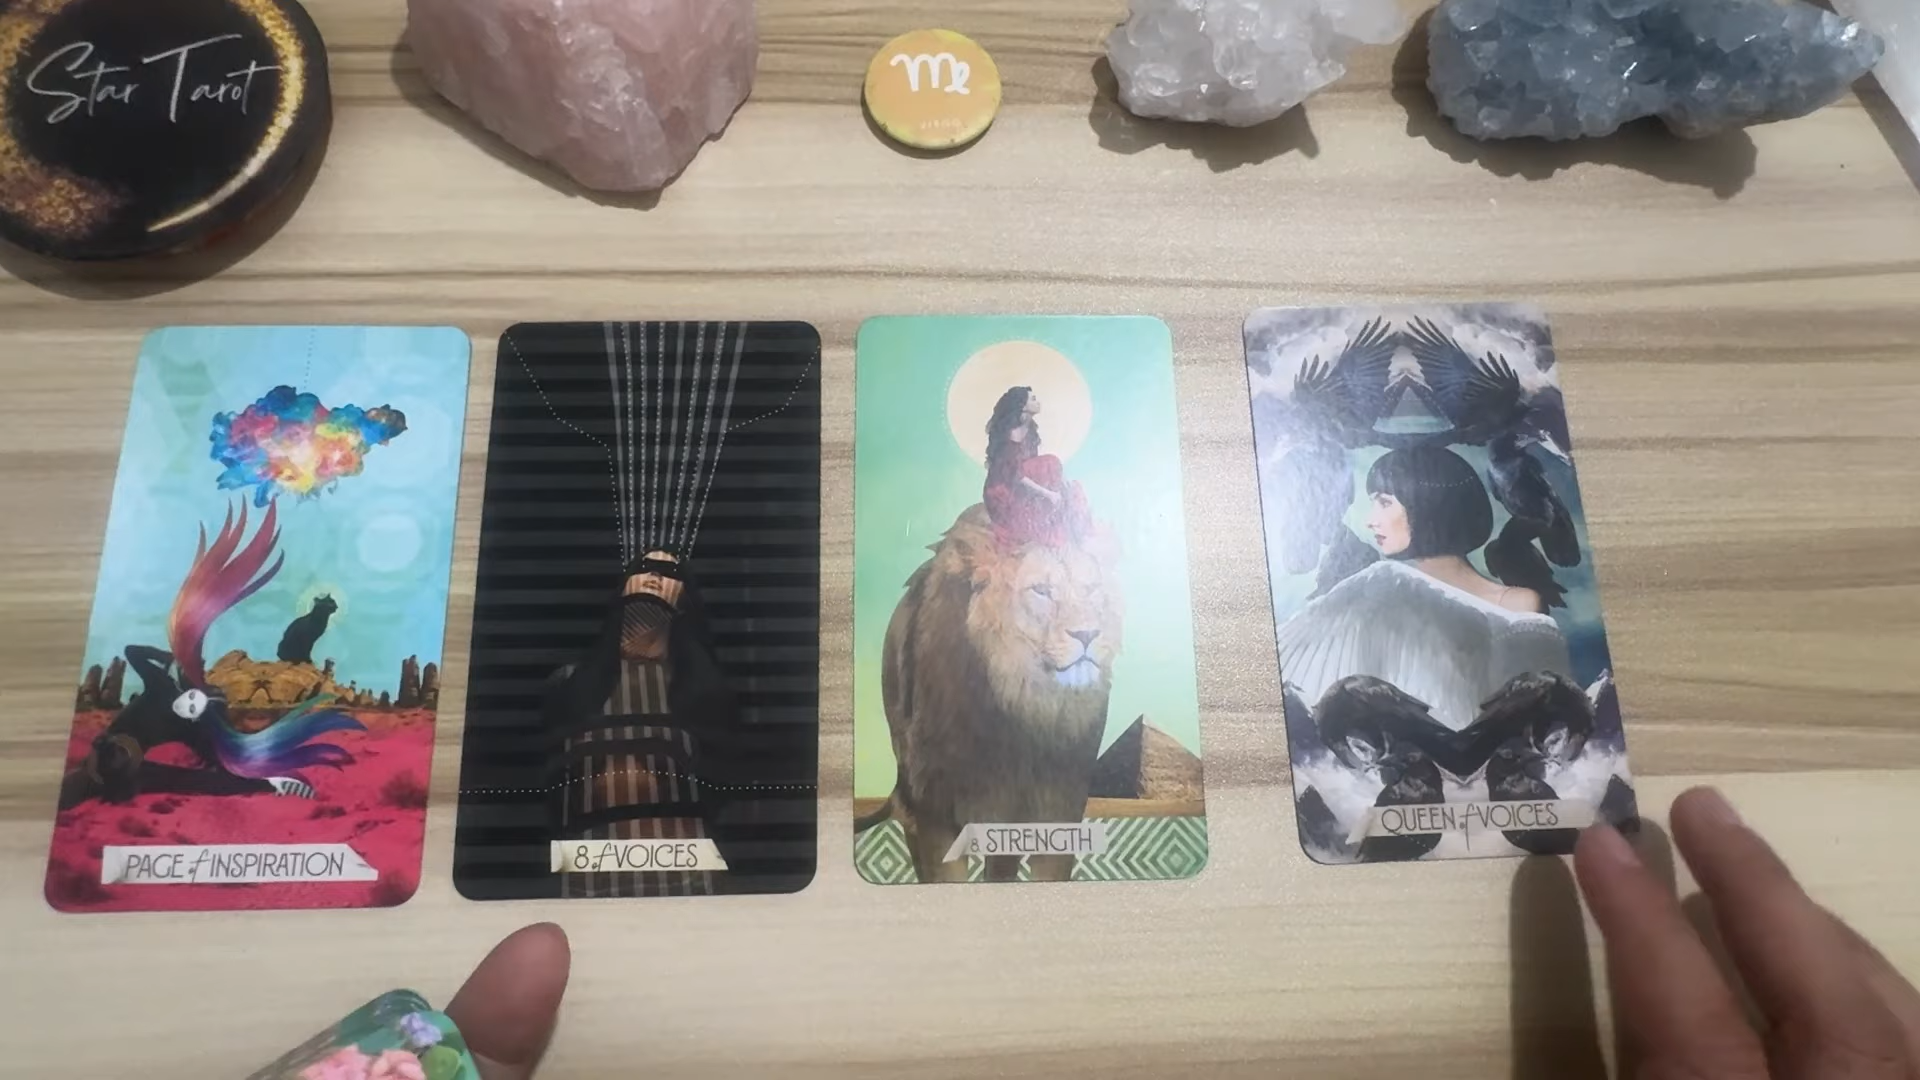 Star Tarot
VIRGO
PAGE of INSPIRATION
8 of VOICES
8 STRENGTH
QUEEN of VOICES